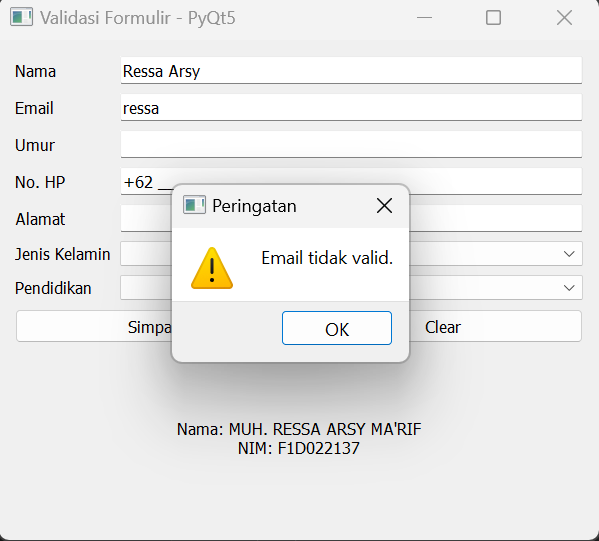 Validasi Formulir - PyQt5
Nama Ressa Arsy
Email ressa
Umur
No. HP +62 __
Peringatan
Email tidak valid.
OK
Alamat
Jenis Kelamin
Pendidikan
Simpa
Clear
Nama: MUH. RESSA ARSY MA'RIF
NIM: F1D022137